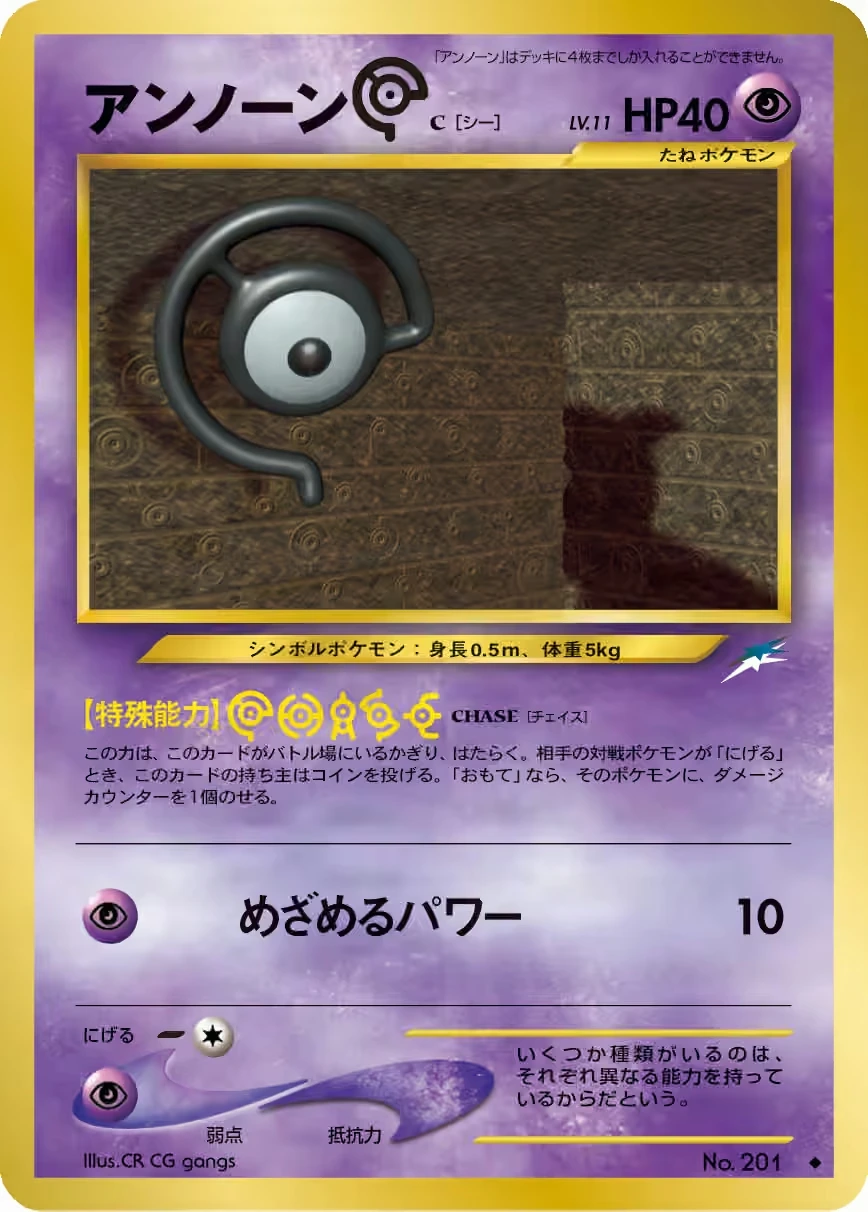 「アンノーン」はデッキに4枚までしか入れることができません。
アンノーン C [シー] LV.11 HP40
たねポケモン
シンボルポケモン：身長0.5m、体重5kg
【特殊能力】CHASE [チェイス]
この力は、このカードがバトル場にいるかぎり、はたらく。相手の対戦ポケモンが「にげる」
とき、このカードの持ち主はコインを投げる。「おもて」なら、そのポケモンに、ダメージ
カウンターを1個のせる。
めざめるパワー 10
にげる
弱点 抵抗力
いくつか種類がいるのは、
それぞれ異なる能力を持って
いるからだという。
Illus.CR CG gangs No. 201